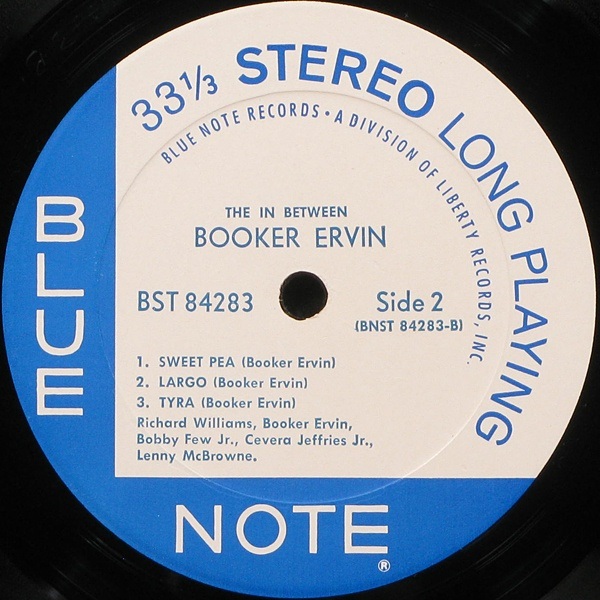 33⅓ STEREO LONG PLAYING
BLUE NOTE RECORDS • A DIVISION OF LIBERTY RECORDS, INC.
THE IN BETWEEN
BOOKER ERVIN
BST 84283
Side 2
(BNST 84283-B)
1. SWEET PEA (Booker Ervin)
2. LARGO (Booker Ervin)
3. TYRA (Booker Ervin)
Richard Williams, Booker Ervin,
Bobby Few Jr., Cevera Jeffries Jr.,
Lenny McBrowne.
BLUE
NOTE®